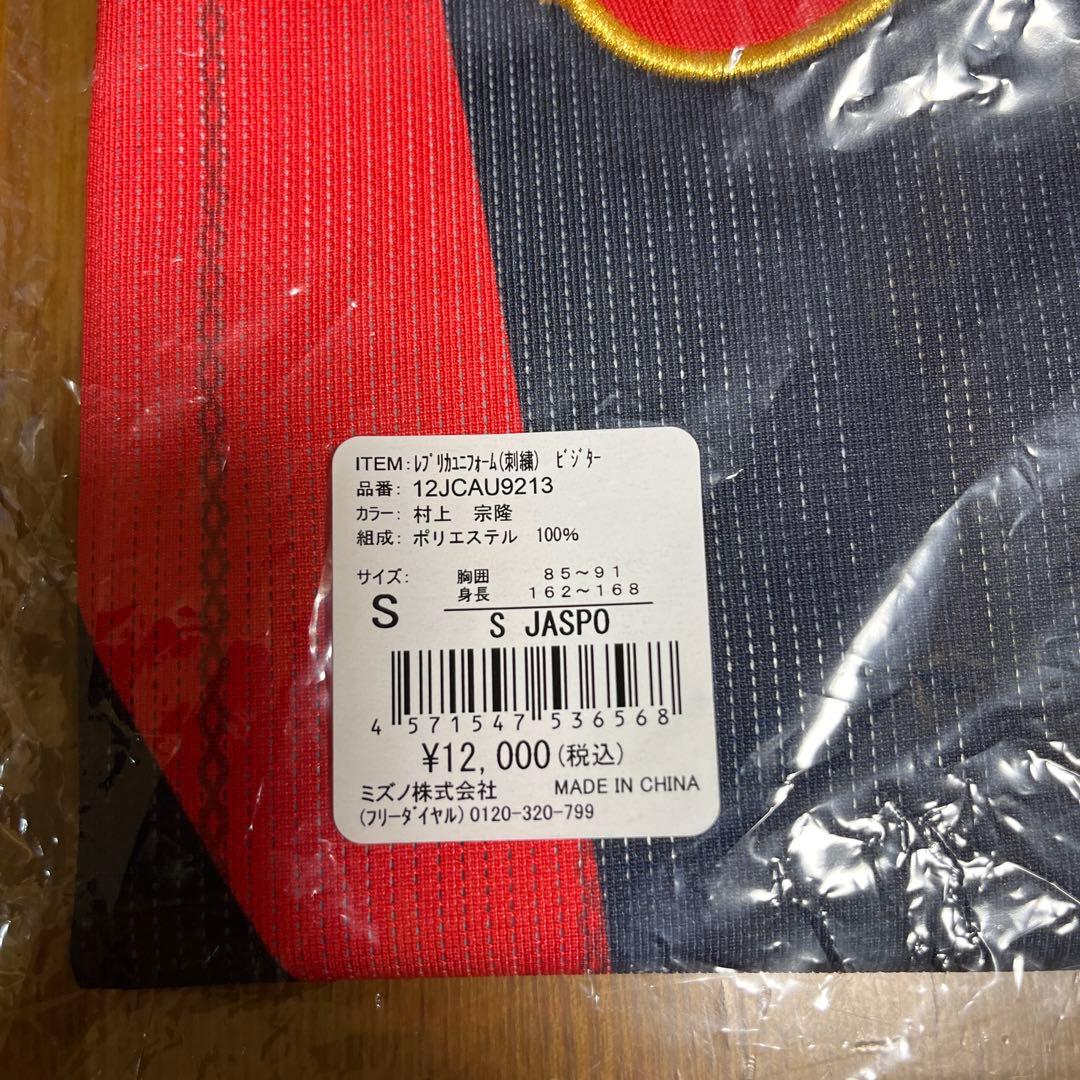 ITEM:ﾚﾌﾟﾘｶﾕﾆﾌｫｰﾑ(刺繍) ﾋﾞｼﾞﾀｰ
品番: 12JCAU9213
カラー: 村上 宗隆
組成: ポリエステル 100%
サイズ: 胸囲 85～91
S 身長 162～168
S JASPO
4 571547 536568
¥12,000(税込)
ミズノ株式会社 MADE IN CHINA
(ﾌﾘｰﾀﾞｲﾔﾙ)0120-320-799